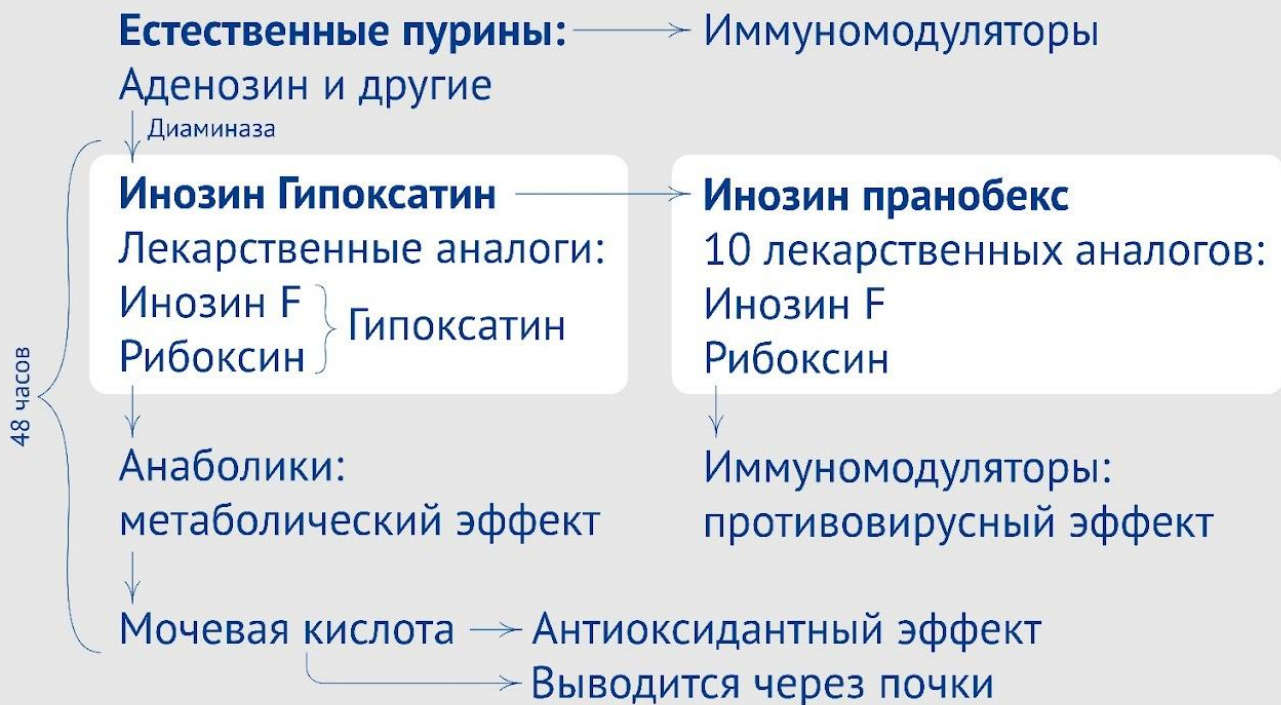 Естественные пурины:
Иммуномодуляторы
Аденозин и другие
Диаминаза
48 часов
Инозин Гипоксатин
Лекарственные аналоги:
Инозин F
Рибоксин
Гипоксатин
Инозин пранобекс
10 лекарственных аналогов:
Инозин F
Рибоксин
Анаболики:
метаболический эффект
Иммуномодуляторы:
противовирусный эффект
Мочевая кислота
Антиоксидантный эффект
Выводится через почки